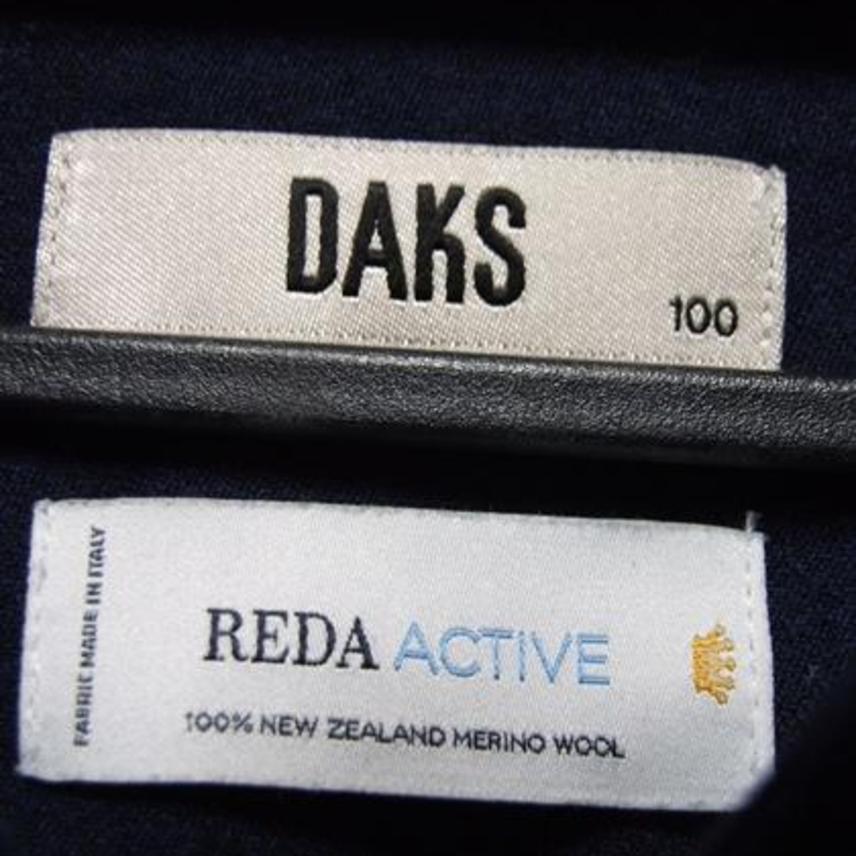 DAKS
100
FABRIC MADE IN ITALY
REDA ACTIVE
100% NEW ZEALAND MERINO WOOL